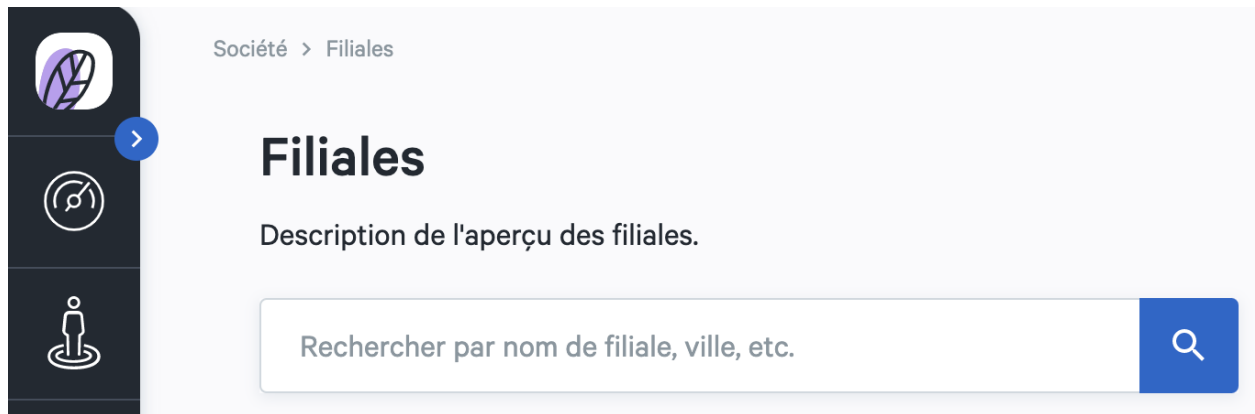 Société > Filiales
Filiales
Description de l'aperçu des filiales.
Rechercher par nom de filiale, ville, etc.